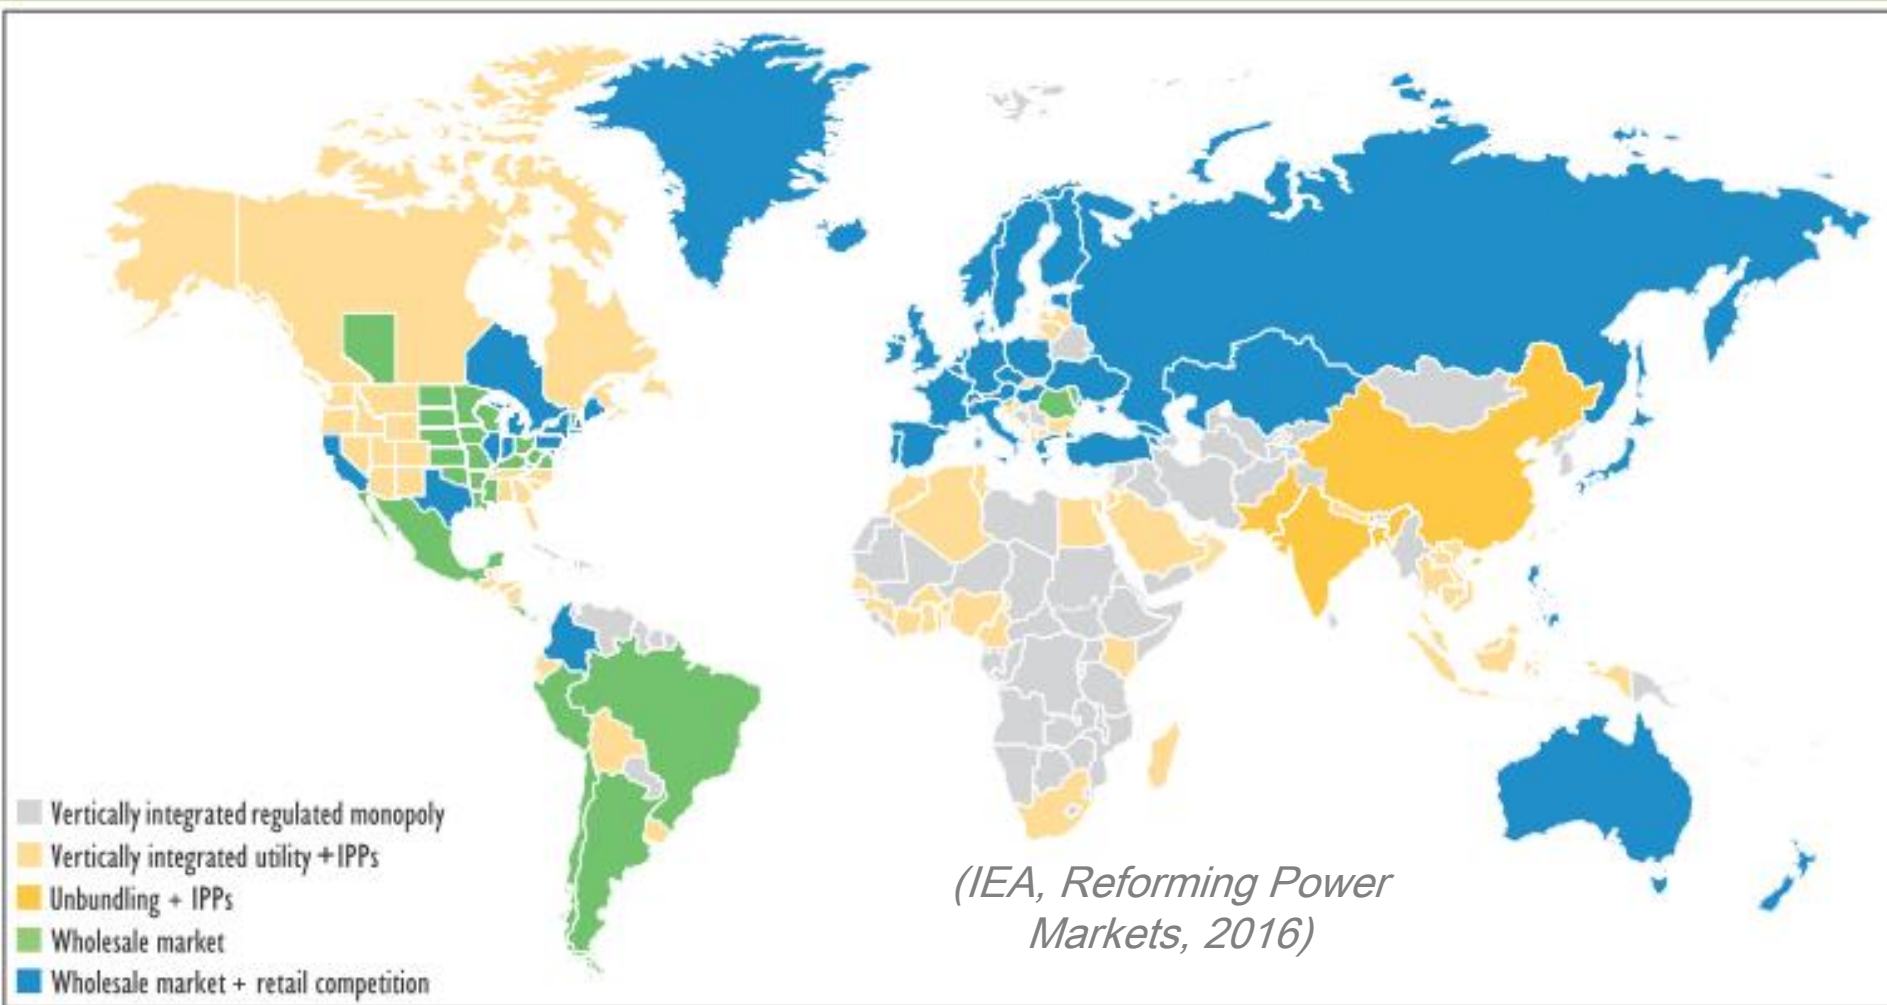 Vertically integrated regulated monopoly
Vertically integrated utility +IPPs
Unbundling + IPPs
Wholesale market
Wholesale market + retail competition
(IEA, Reforming Power
Markets, 2016)